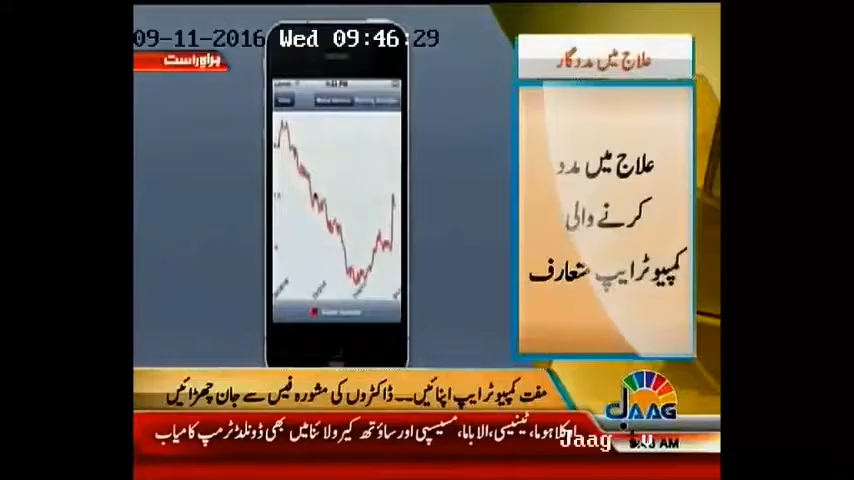 09-11-2016 Wed 09:46:29
براہ راست
علاج میں مددگار
علاج میں مدد
کرنے والی
کمپیوٹر ایپ متعارف
مفت کمپیوٹر ایپ اپنائیں۔۔ ڈاکٹروں کی مشورہ فیس سے جان چھڑائیں
JAAG
اوکلاہوما، ٹینیسی، الاباما، مسیسپی اور ساؤتھ کیرولائنا میں بھی ڈونلڈ ٹرمپ کامیاب
Jaag
AM